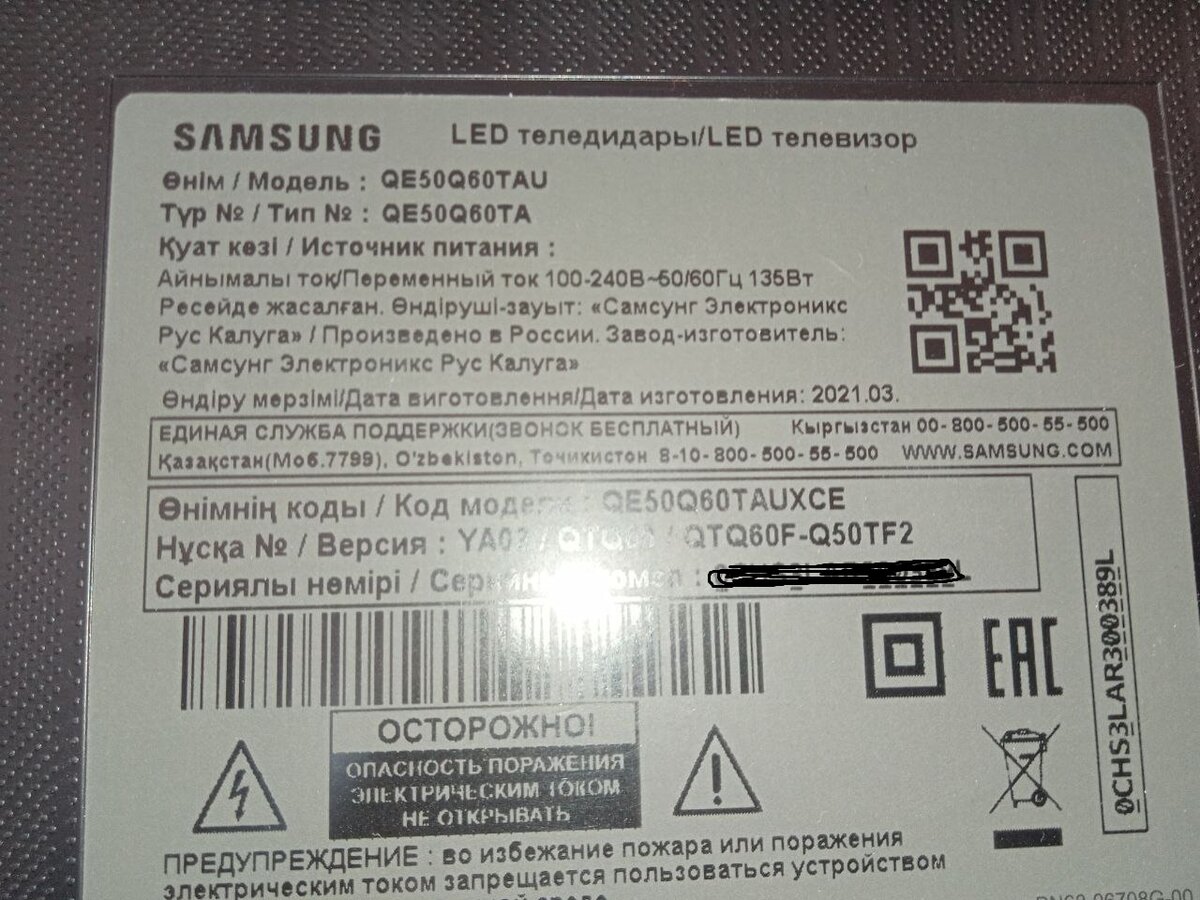 SAMSUNG LED теледидары/LED телевизор
Өнім / Модель : QE50Q60TAU
Түр № / Тип № : QE50Q60TA
Қуат көзі / Источник питания :
Айнымалы ток/Переменный ток 100-240В~50/60Гц 135Вт
Ресейде жасалған. Өндіруші-зауыт: «Самсунг Электроникс
Рус Калуга» / Произведено в России. Завод-изготовитель:
«Самсунг Электроникс Рус Калуга»
Өндіру мерзімі/Дата виготовлення/Дата изготовления: 2021.03.
ЕДИНАЯ СЛУЖБА ПОДДЕРЖКИ(ЗВОНОК БЕСПЛАТНЫЙ) Кыргызстан 00-800-500-55-500
Қазақстан(Моб.7799), O'zbekiston, Точикистон 8-10-800-500-55-500 WWW.SAMSUNG.COM
Өнімнің коды / Код модели : QE50Q60TAUXCE
Нұсқа № / Версия : / QTQ60F-Q50TF2
Сериялы нөмірі /
0CHS3LAR300389L
EAC
ОСТОРОЖНО!
ОПАСНОСТЬ ПОРАЖЕНИЯ
ЭЛЕКТРИЧЕСКИМ ТОКОМ
НЕ ОТКРЫВАТЬ
ПРЕДУПРЕЖДЕНИЕ : во избежание пожара или поражения
электрическим током запрещается пользоваться устройством